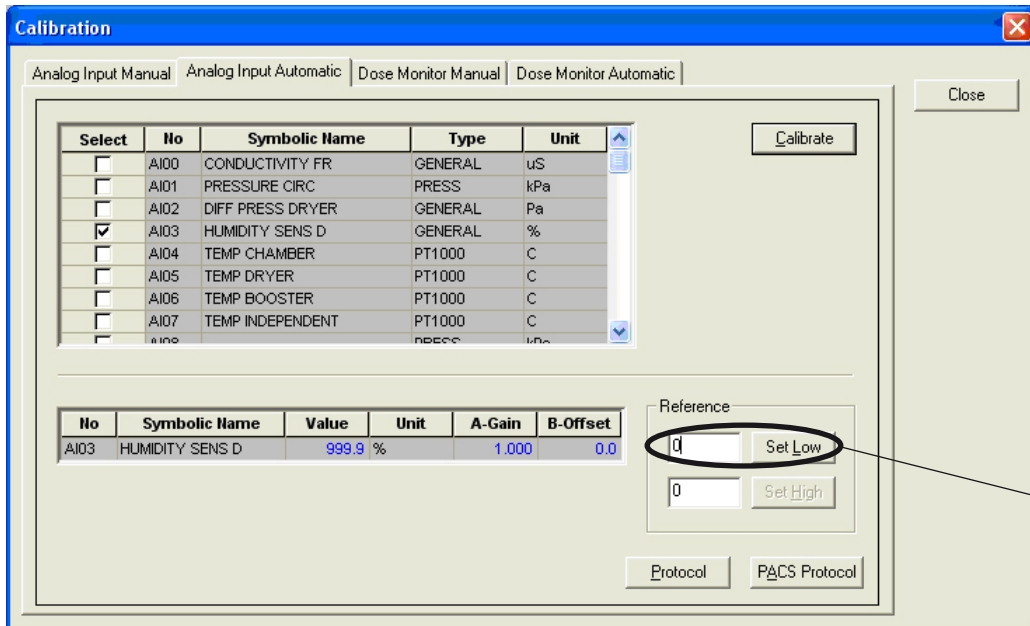 Calibration
Analog Input Manual Analog Input Automatic Dose Monitor Manual Dose Monitor Automatic
Close
Select No Symbolic Name Type Unit
Calibrate
AI00 CONDUCTIVITY FR GENERAL uS
AI01 PRESSURE CIRC PRESS kPa
AI02 DIFF PRESS DRYER GENERAL Pa
AI03 HUMIDITY SENS D GENERAL %
AI04 TEMP CHAMBER PT1000 C
AI05 TEMP DRYER PT1000 C
AI06 TEMP BOOSTER PT1000 C
AI07 TEMP INDEPENDENT PT1000 C
AI08 PRESS kPa
Reference
No Symbolic Name Value Unit A-Gain B-Offset
AI03 HUMIDITY SENS D 999.9 % 1.000 0.0
0 Set Low
0 Set High
Protocol PACS Protocol